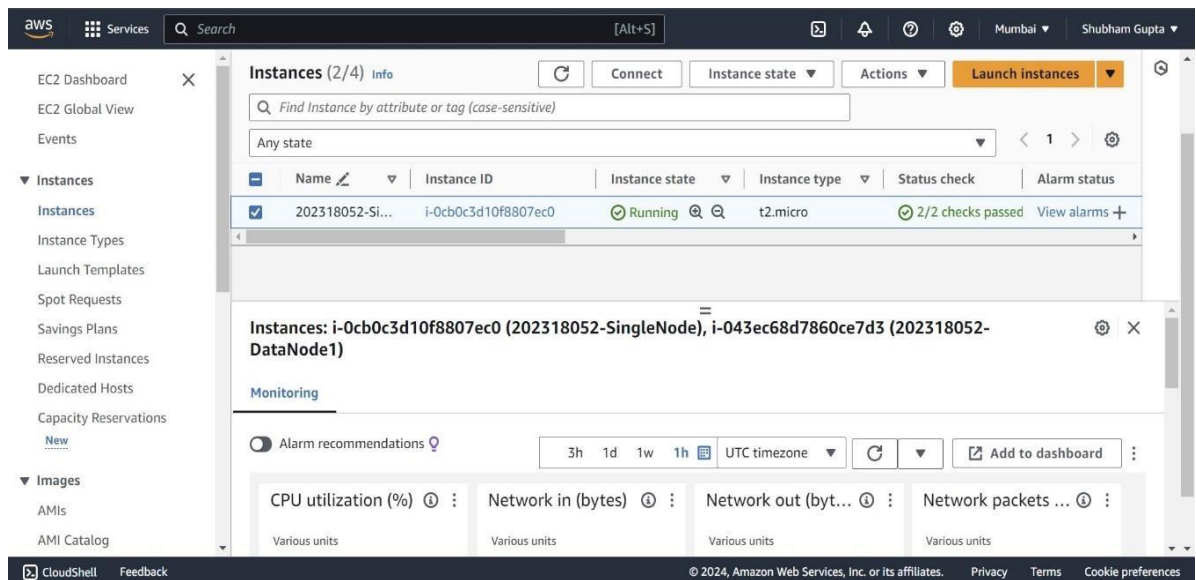 aws Services Search [Alt+S] Mumbai Shubham Gupta
EC2 Dashboard
EC2 Global View
Events
Instances
Instances
Instance Types
Launch Templates
Spot Requests
Savings Plans
Reserved Instances
Dedicated Hosts
Capacity Reservations
New
Images
AMIs
AMI Catalog
Instances (2/4) Info Connect Instance state Actions Launch instances
Find Instance by attribute or tag (case-sensitive)
Any state 1
Name Instance ID Instance state Instance type Status check Alarm status
202318052-Si... i-0cb0c3d10f8807ec0 Running t2.micro 2/2 checks passed View alarms +
Instances: i-0cb0c3d10f8807ec0 (202318052-SingleNode), i-043ec68d7860ce7d3 (202318052-
DataNode1)
Monitoring
Alarm recommendations 3h 1d 1w 1h UTC timezone Add to dashboard
CPU utilization (%) Network in (bytes) Network out (byt... Network packets ...
Various units Various units Various units Various units
CloudShell Feedback © 2024, Amazon Web Services, Inc. or its affiliates. Privacy Terms Cookie preferences